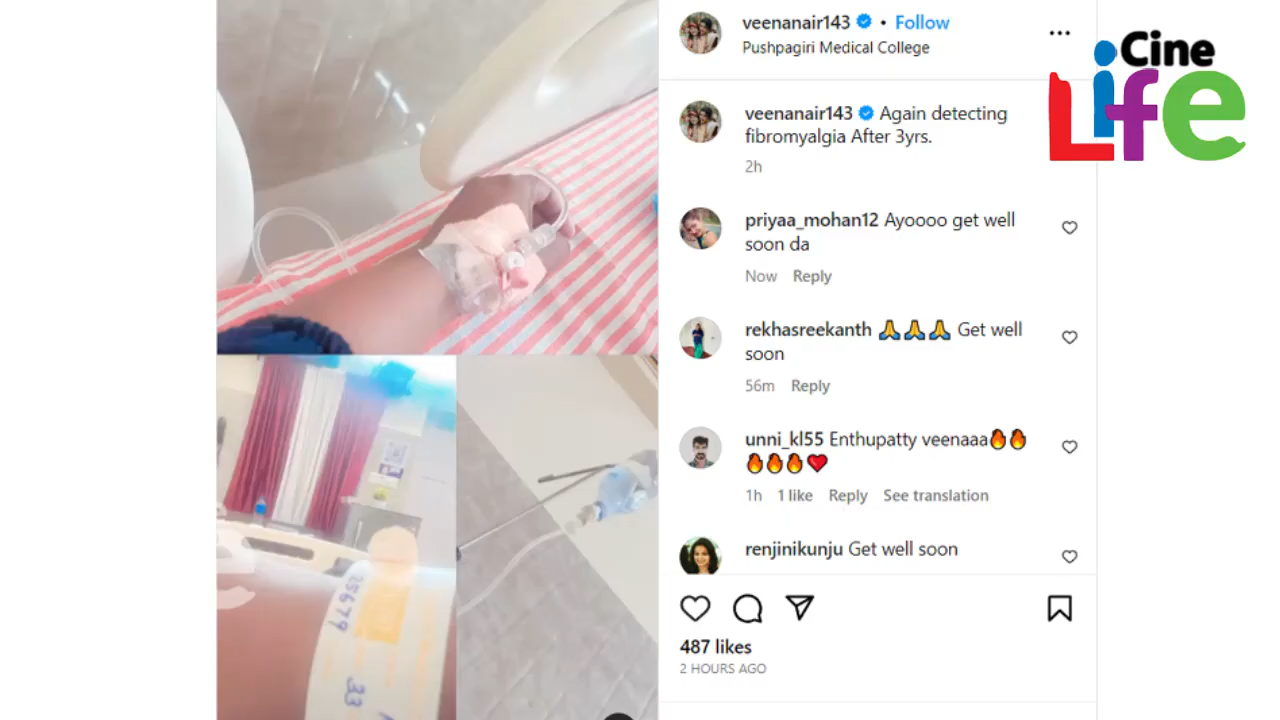 veenanair143 • Follow
Pushpagiri Medical College
Cine
Life
veenanair143 Again detecting
fibromyalgia After 3yrs.
2h
priyaa_mohan12 Ayoooo get well
soon da
Now Reply
rekhasreekanth 🙏🙏🙏 Get well
soon
56m Reply
unni_kl55 Enthupatty veenaaa🔥🔥
🔥🔥🔥❤️
1h 1 like Reply See translation
renjinikunju Get well soon
487 likes
2 HOURS AGO
25679
33